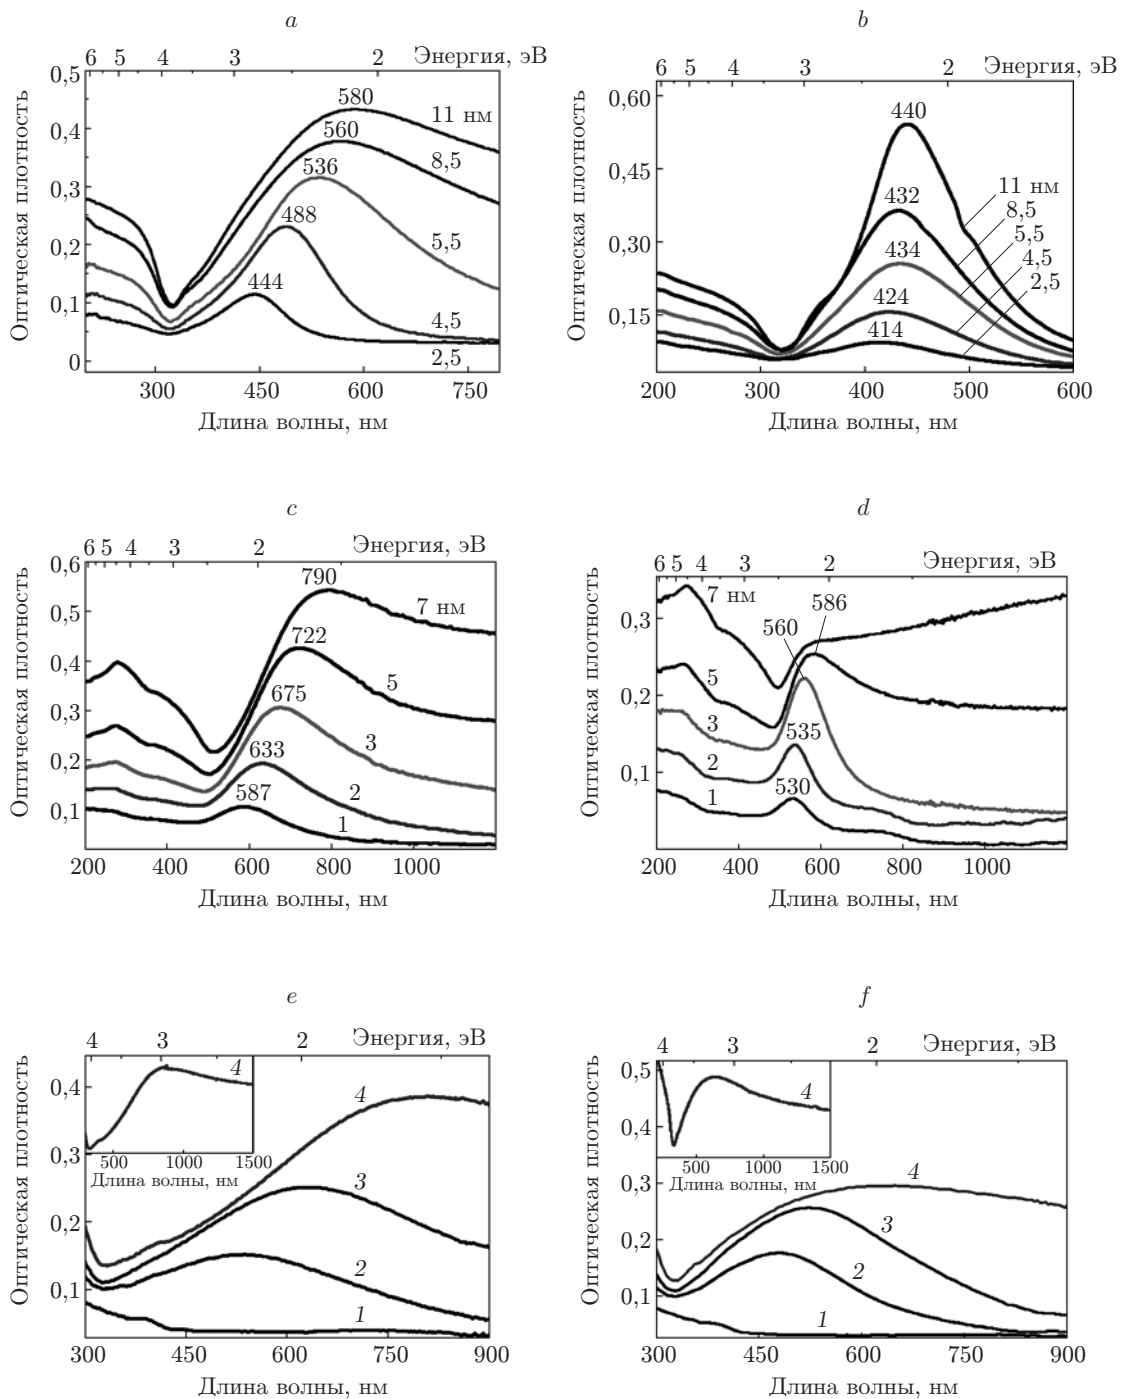 a
6 5 4 3 2 Энергия, эВ
Оптическая плотность
0,5
0,4
0,3
0,2
0,1
0
580
560
536
488
444
11 нм
8,5
5,5
4,5
2,5
300 450 600 750
Длина волны, нм
b
6 5 4 3 2 Энергия, эВ
Оптическая плотность
0,60
0,45
0,30
0,15
440
432
434
424
414
11 нм
8,5
5,5
4,5
2,5
200 300 400 500 600
Длина волны, нм
c
6 5 4 3 2 Энергия, эВ
Оптическая плотность
0,6
0,5
0,4
0,3
0,2
0,1
790
722
675
633
587
7 нм
5
3
2
1
200 400 600 800 1000
Длина волны, нм
d
6 5 4 3 2 Энергия, эВ
Оптическая плотность
0,3
0,2
0,1
7 нм
5
3
2
1
586
560
535
530
200 400 600 800 1000
Длина волны, нм
e
4 3 2 Энергия, эВ
Оптическая плотность
0,4
0,3
0,2
0,1
4
500 1000 1500
Длина волны, нм
4
3
2
1
300 450 600 750 900
Длина волны, нм
f
4 3 2 Энергия, эВ
Оптическая плотность
0,5
0,4
0,3
0,2
0,1
4
500 1000 1500
Длина волны, нм
4
3
2
1
300 450 600 750 900
Длина волны, нм